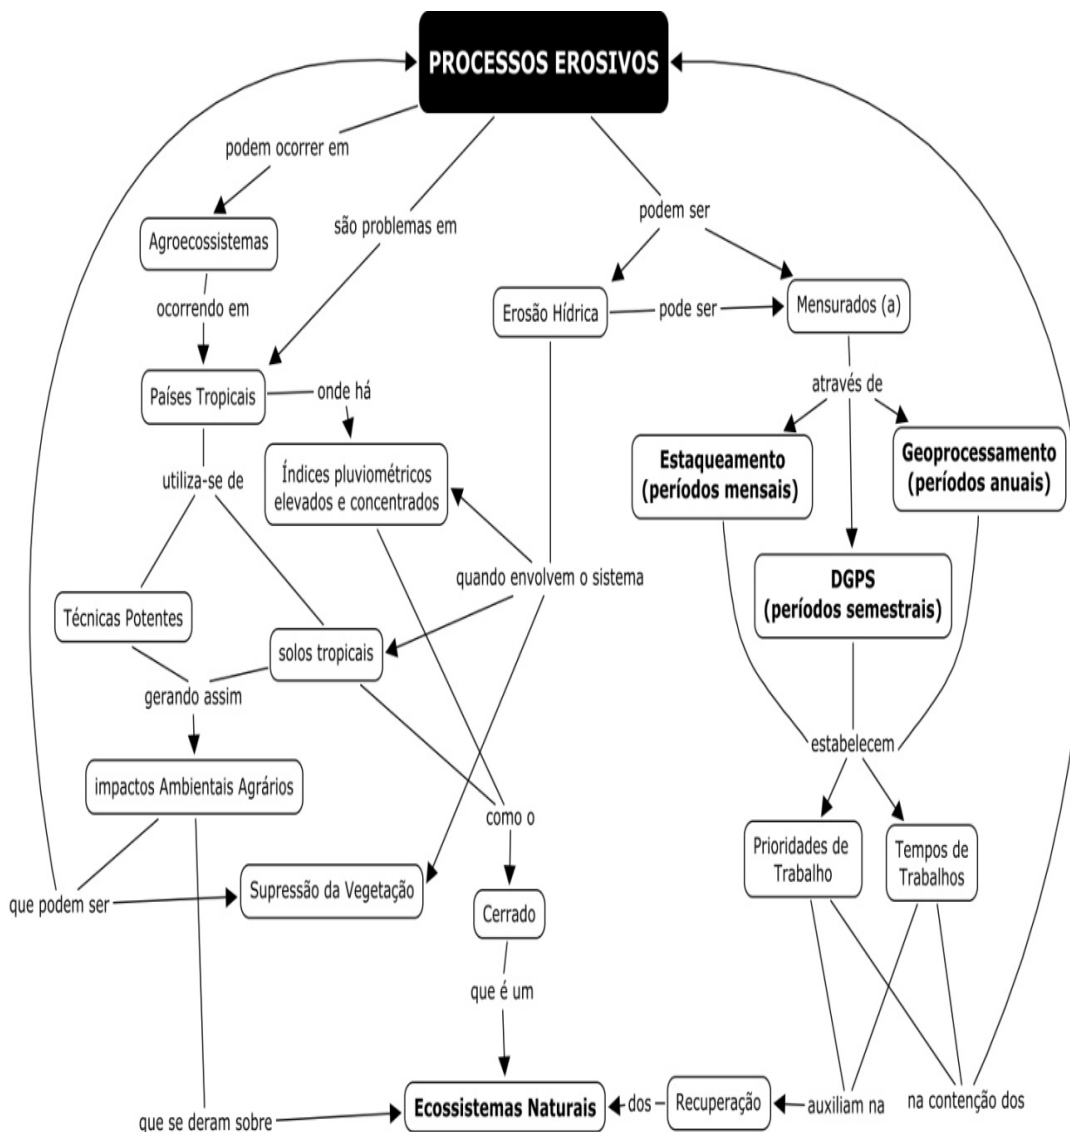 PROCESSOS EROSIVOS
podem ocorrer em
são problemas em
podem ser
Agroecossistemas
ocorrendo em
Erosão Hídrica
pode ser
Mensurados (a)
Países Tropicais
onde há
através de
utiliza-se de
Índices pluviométricos
elevados e concentrados
Estaqueamento
(períodos mensais)
Geoprocessamento
(períodos anuais)
quando envolvem o sistema
DGPS
(períodos semestrais)
Técnicas Potentes
solos tropicais
gerando assim
estabelecem
impactos Ambientais Agrários
como o
Prioridades de
Trabalho
Tempos de
Trabalhos
que podem ser
Supressão da Vegetação
Cerrado
que é um
que se deram sobre
Ecossistemas Naturais
dos
Recuperação
auxiliam na
na contenção dos